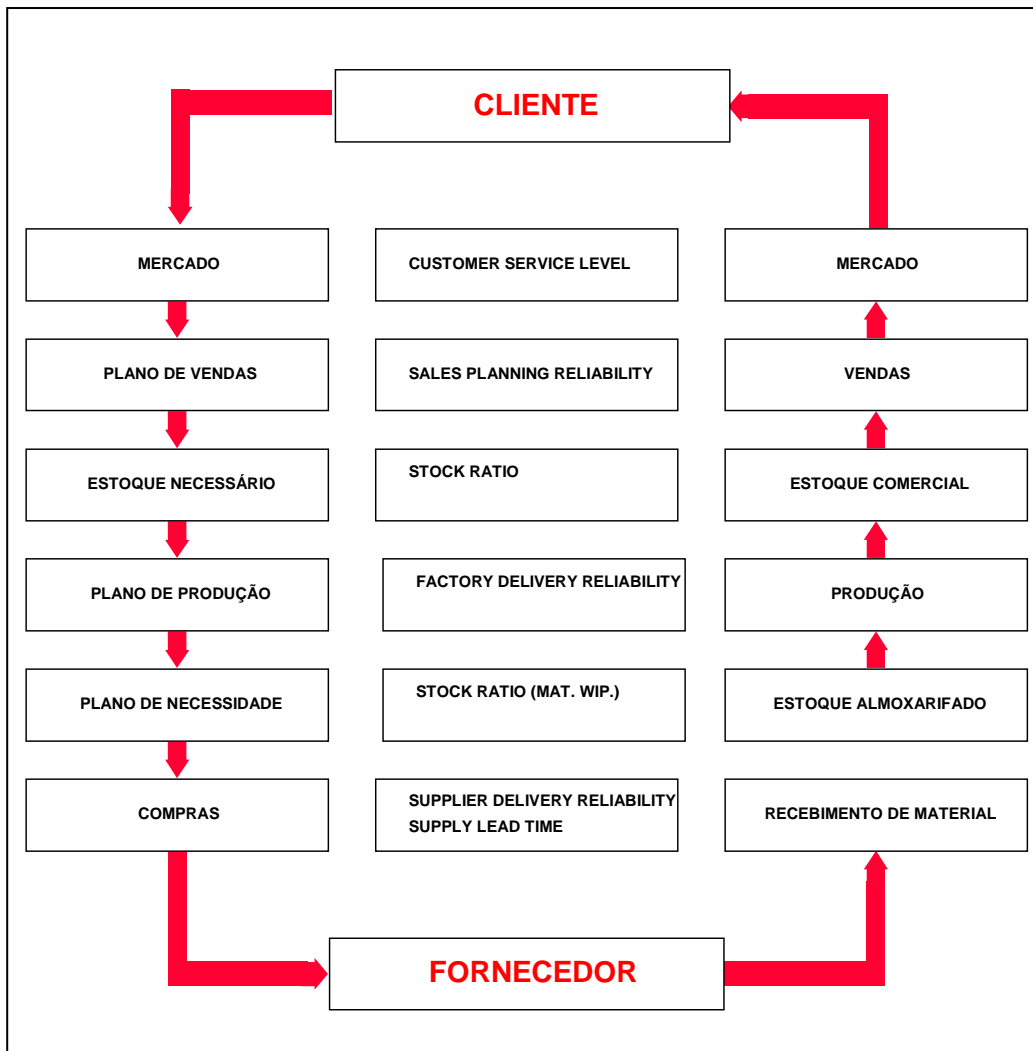 CLIENTE
MERCADO
CUSTOMER SERVICE LEVEL
MERCADO
PLANO DE VENDAS
SALES PLANNING RELIABILITY
VENDAS
ESTOQUE NECESSÁRIO
STOCK RATIO
ESTOQUE COMERCIAL
PLANO DE PRODUÇÃO
FACTORY DELIVERY RELIABILITY
PRODUÇÃO
PLANO DE NECESSIDADE
STOCK RATIO (MAT. WIP.)
ESTOQUE ALMOXARIFADO
COMPRAS
SUPPLIER DELIVERY RELIABILITY
SUPPLY LEAD TIME
RECEBIMENTO DE MATERIAL
FORNECEDOR